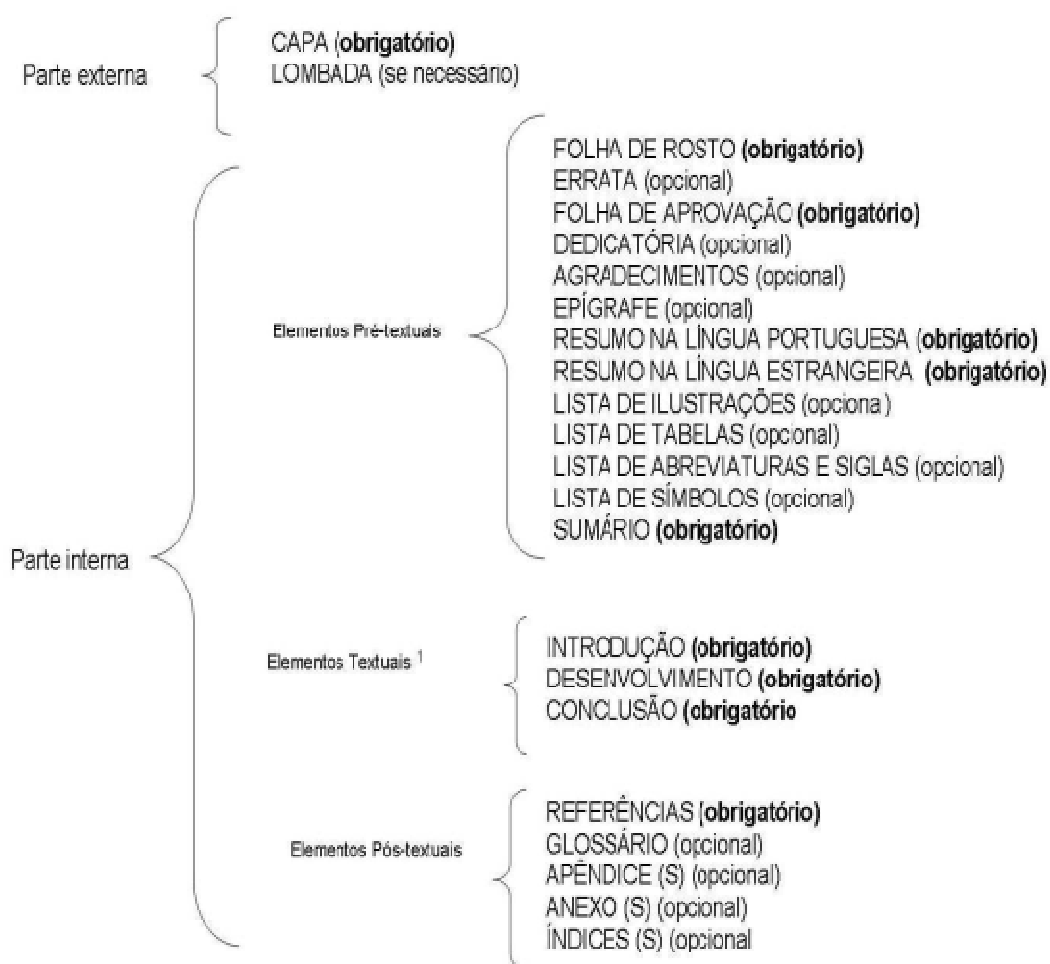 Parte externa
CAPA (obrigatório)
LOMBADA (se necessário)
Parte interna
Elementos Pré-textuais
FOLHA DE ROSTO (obrigatório)
ERRATA (opcional)
FOLHA DE APROVAÇÃO (obrigatório)
DEDICATÓRIA (opcional)
AGRADECIMENTOS (opcional)
EPÍGRAFE (opcional)
RESUMO NA LÍNGUA PORTUGUESA (obrigatório)
RESUMO NA LÍNGUA ESTRANGEIRA (obrigatório)
LISTA DE ILUSTRAÇÕES (opcional)
LISTA DE TABELAS (opcional)
LISTA DE ABREVIATURAS E SIGLAS (opcional)
LISTA DE SÍMBOLOS (opcional)
SUMÁRIO (obrigatório)
Elementos Textuais 1
INTRODUÇÃO (obrigatório)
DESENVOLVIMENTO (obrigatório)
CONCLUSÃO (obrigatório
Elementos Pós-textuais
REFERÊNCIAS (obrigatório)
GLOSSÁRIO (opcional)
APÊNDICE (S) (opcional)
ANEXO (S) (opcional)
ÍNDICES (S) (opcional